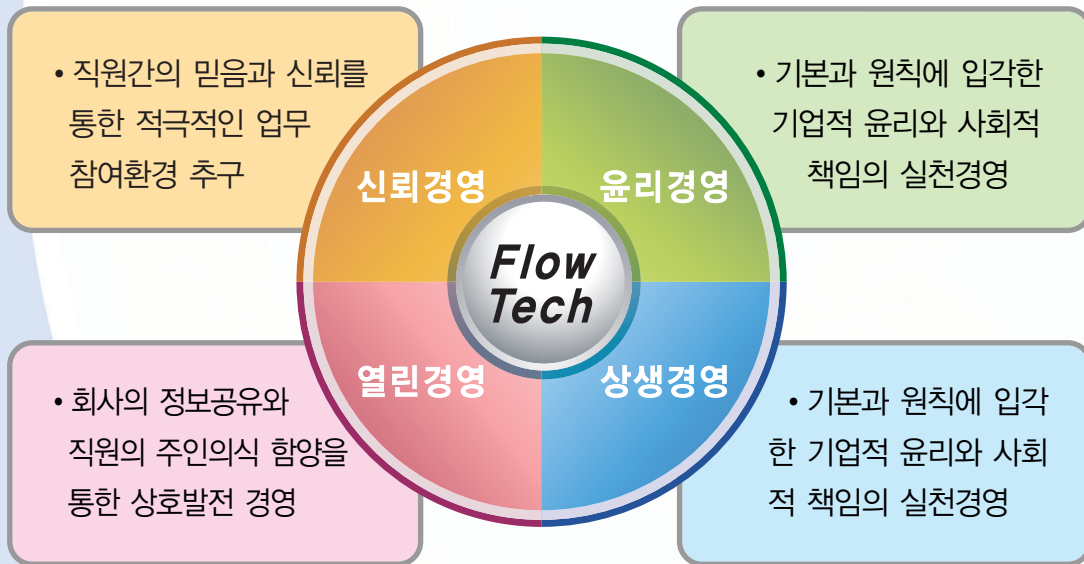 • 직원간의 믿음과 신뢰를
통한 적극적인 업무
참여환경 추구
• 기본과 원칙에 입각한
기업적 윤리와 사회적
책임의 실천경영
신뢰경영
윤리경영
Flow
Tech
열린경영
상생경영
• 회사의 정보공유와
직원의 주인의식 함양을
통한 상호발전 경영
• 기본과 원칙에 입각
한 기업적 윤리와 사회
적 책임의 실천경영